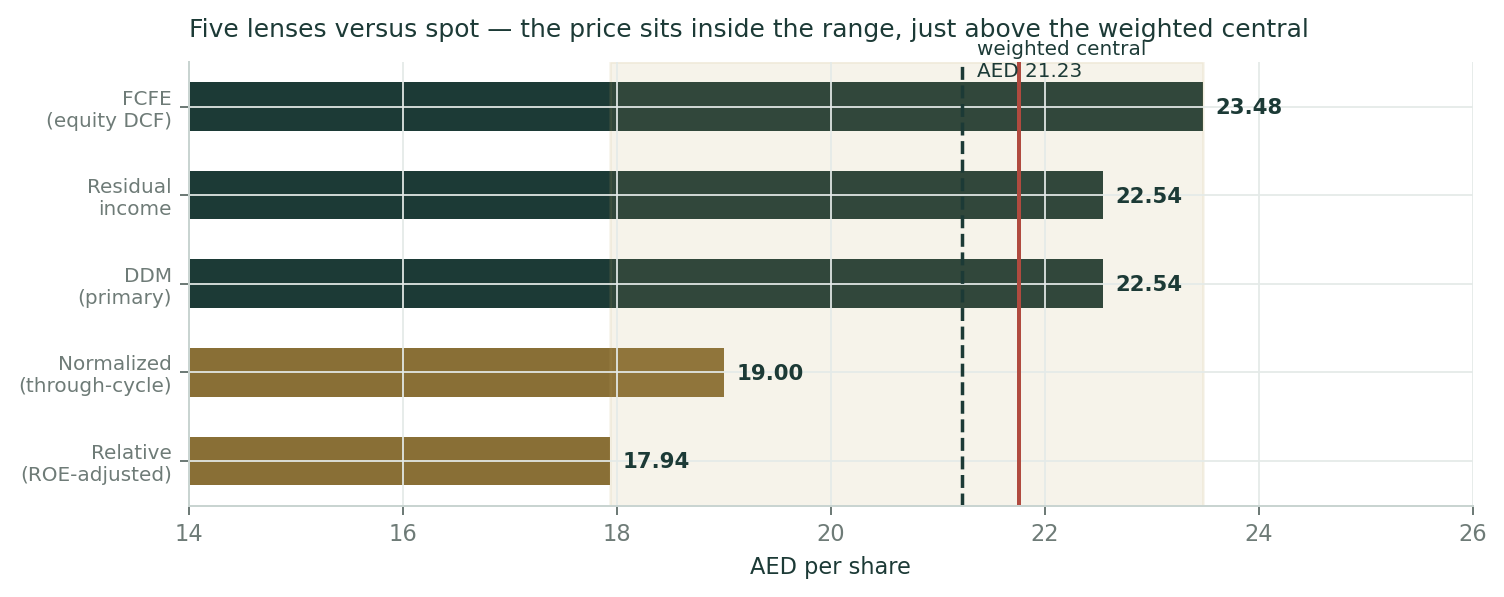 Five lenses versus spot — the price sits inside the range, just above the weighted central
weighted central
AED 21.23
FCFE
(equity DCF)
23.48
Residual
income
22.54
DDM
(primary)
22.54
Normalized
(through-cycle)
19.00
Relative
(ROE-adjusted)
17.94
14
16
18
20
22
24
26
AED per share